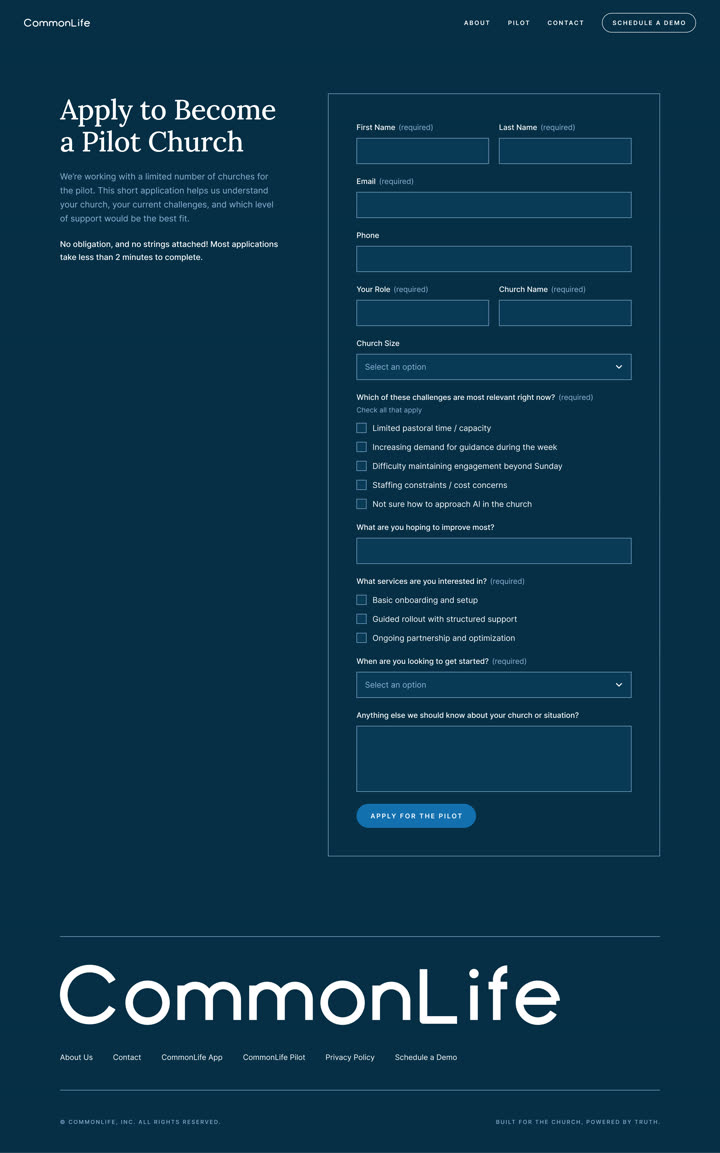 CommonLife
ABOUT PILOT CONTACT SCHEDULE A DEMO
Apply to Become
a Pilot Church
We're working with a limited number of churches for
the pilot. This short application helps us understand
your church, your current challenges, and which level
of support would be the best fit.
No obligation, and no strings attached! Most applications
take less than 2 minutes to complete.
First Name (required) Last Name (required)
Email (required)
Phone
Your Role (required) Church Name (required)
Church Size
Select an option
Which of these challenges are most relevant right now? (required)
Check all that apply
Limited pastoral time / capacity
Increasing demand for guidance during the week
Difficulty maintaining engagement beyond Sunday
Staffing constraints / cost concerns
Not sure how to approach AI in the church
What are you hoping to improve most?
What services are you interested in? (required)
Basic onboarding and setup
Guided rollout with structured support
Ongoing partnership and optimization
When are you looking to get started? (required)
Select an option
Anything else we should know about your church or situation?
APPLY FOR THE PILOT
CommonLife
About Us Contact CommonLife App CommonLife Pilot Privacy Policy Schedule a Demo
© COMMONLIFE, INC. ALL RIGHTS RESERVED. BUILT FOR THE CHURCH, POWERED BY TRUTH.